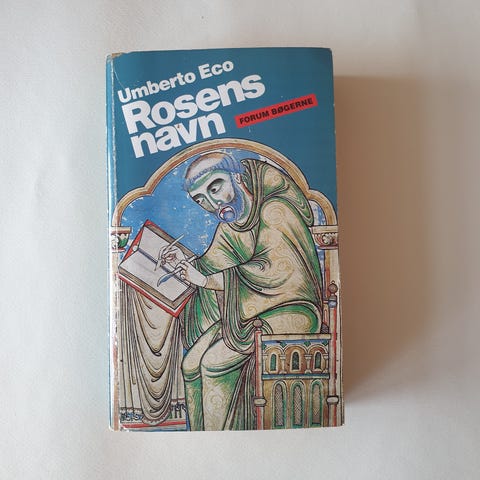 Umberto Eco
Rosens
navn
FORUM BØGERNE